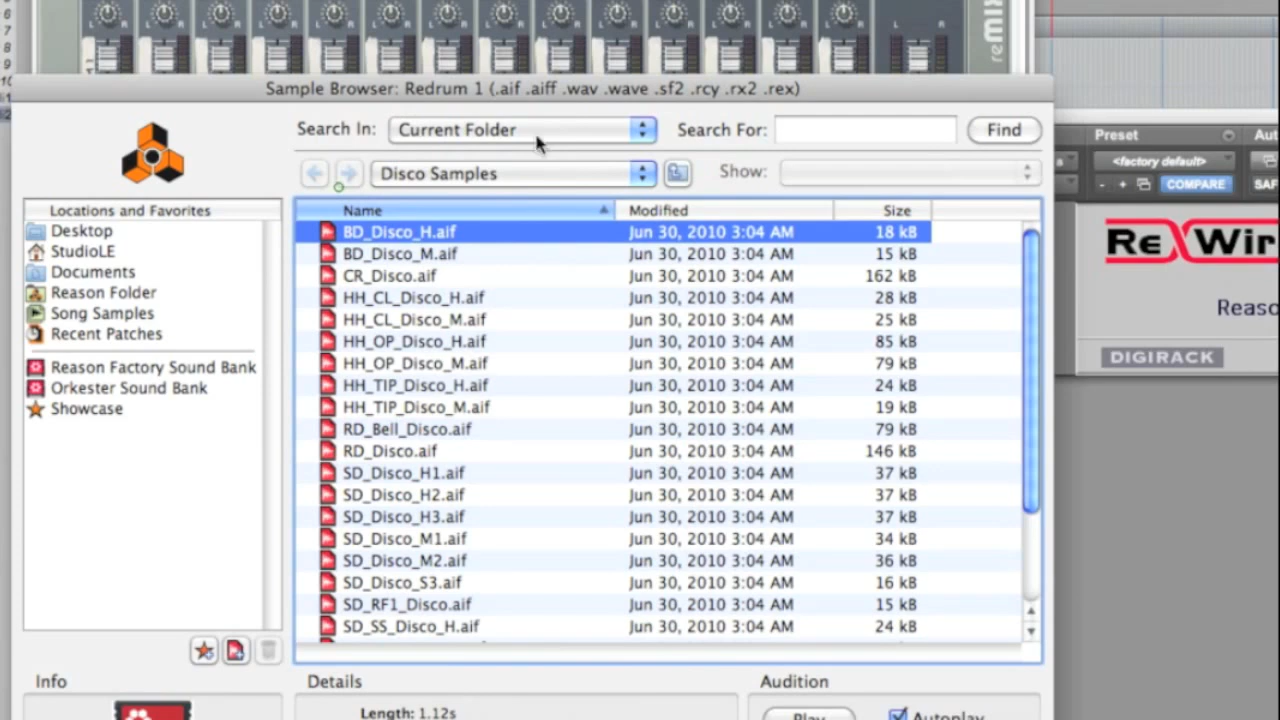 6
7
8
9
10
L R L R L R L R L R L R L R L R L R L R L R L R L R L R
reMIX
Sample Browser: Redrum 1 (.aif .aiff .wav .wave .sf2 .rcy .rx2 .rex)
Search In: Current Folder Search For: Find
Disco Samples Show:
Locations and Favorites
Desktop
StudioLE
Documents
Reason Folder
Song Samples
Recent Patches
Reason Factory Sound Bank
Orkester Sound Bank
Showcase
Name Modified Size
BD_Disco_H.aif Jun 30, 2010 3:04 AM 18 kB
BD_Disco_M.aif Jun 30, 2010 3:04 AM 15 kB
CR_Disco.aif Jun 30, 2010 3:04 AM 162 kB
HH_CL_Disco_H.aif Jun 30, 2010 3:04 AM 28 kB
HH_CL_Disco_M.aif Jun 30, 2010 3:04 AM 25 kB
HH_OP_Disco_H.aif Jun 30, 2010 3:04 AM 85 kB
HH_OP_Disco_M.aif Jun 30, 2010 3:04 AM 79 kB
HH_TIP_Disco_H.aif Jun 30, 2010 3:04 AM 24 kB
HH_TIP_Disco_M.aif Jun 30, 2010 3:04 AM 19 kB
RD_Bell_Disco.aif Jun 30, 2010 3:04 AM 79 kB
RD_Disco.aif Jun 30, 2010 3:04 AM 146 kB
SD_Disco_H1.aif Jun 30, 2010 3:04 AM 37 kB
SD_Disco_H2.aif Jun 30, 2010 3:04 AM 37 kB
SD_Disco_H3.aif Jun 30, 2010 3:04 AM 37 kB
SD_Disco_M1.aif Jun 30, 2010 3:04 AM 34 kB
SD_Disco_M2.aif Jun 30, 2010 3:04 AM 36 kB
SD_Disco_S3.aif Jun 30, 2010 3:04 AM 16 kB
SD_RF1_Disco.aif Jun 30, 2010 3:04 AM 15 kB
SD_SS_Disco_H.aif Jun 30, 2010 3:04 AM 24 kB
Info
Details
Length: 1.12s
Audition
Play Autoplay
Preset Aut
<factory default>
- + COMPARE SAF
ReWir
Reaso
DIGIRACK